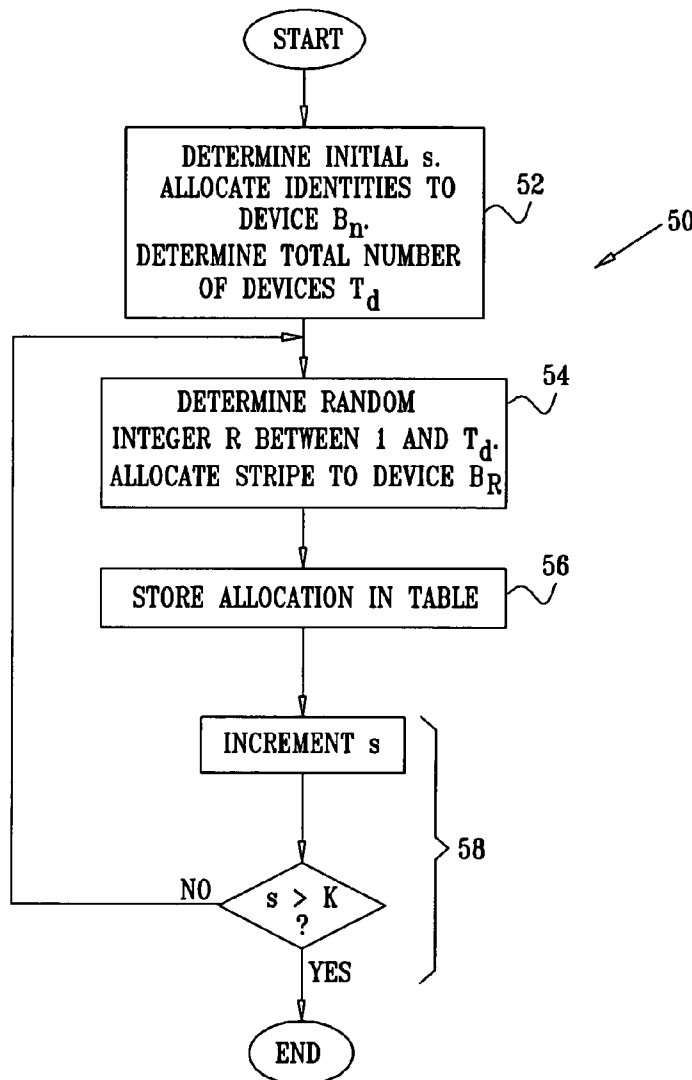 START
DETERMINE INITIAL s.
ALLOCATE IDENTITIES TO
DEVICE Bn.
DETERMINE TOTAL NUMBER
OF DEVICES Td
52
50
DETERMINE RANDOM
INTEGER R BETWEEN 1 AND Td.
ALLOCATE STRIPE TO DEVICE BR
54
STORE ALLOCATION IN TABLE
56
INCREMENT s
58
s > K
?
NO
YES
END